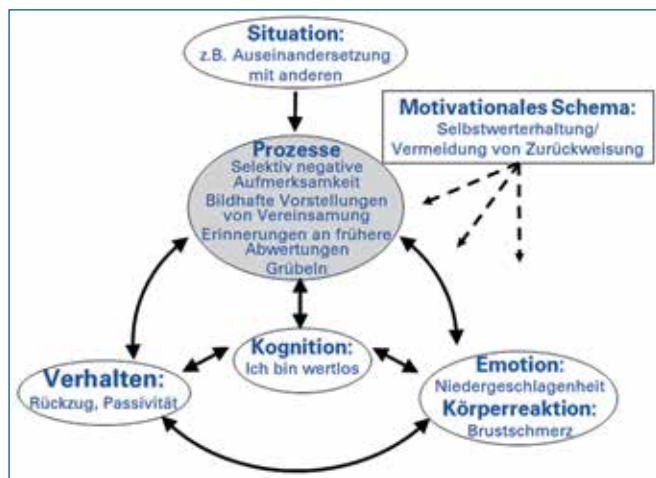 Situation:
z.B. Auseinandersetzung
mit anderen
Motivationales Schema:
Selbstwerterhaltung/
Vermeidung von Zurückweisung
Prozesse
Selektiv negative
Aufmerksamkeit
Bildhafte Vorstellungen
von Vereinsamung
Erinnerungen an frühere
Abwertungen
Grübeln
Kognition:
Ich bin wertlos
Verhalten:
Rückzug, Passivität
Emotion:
Niedergeschlagenheit
Körperreaktion:
Brustschmerz